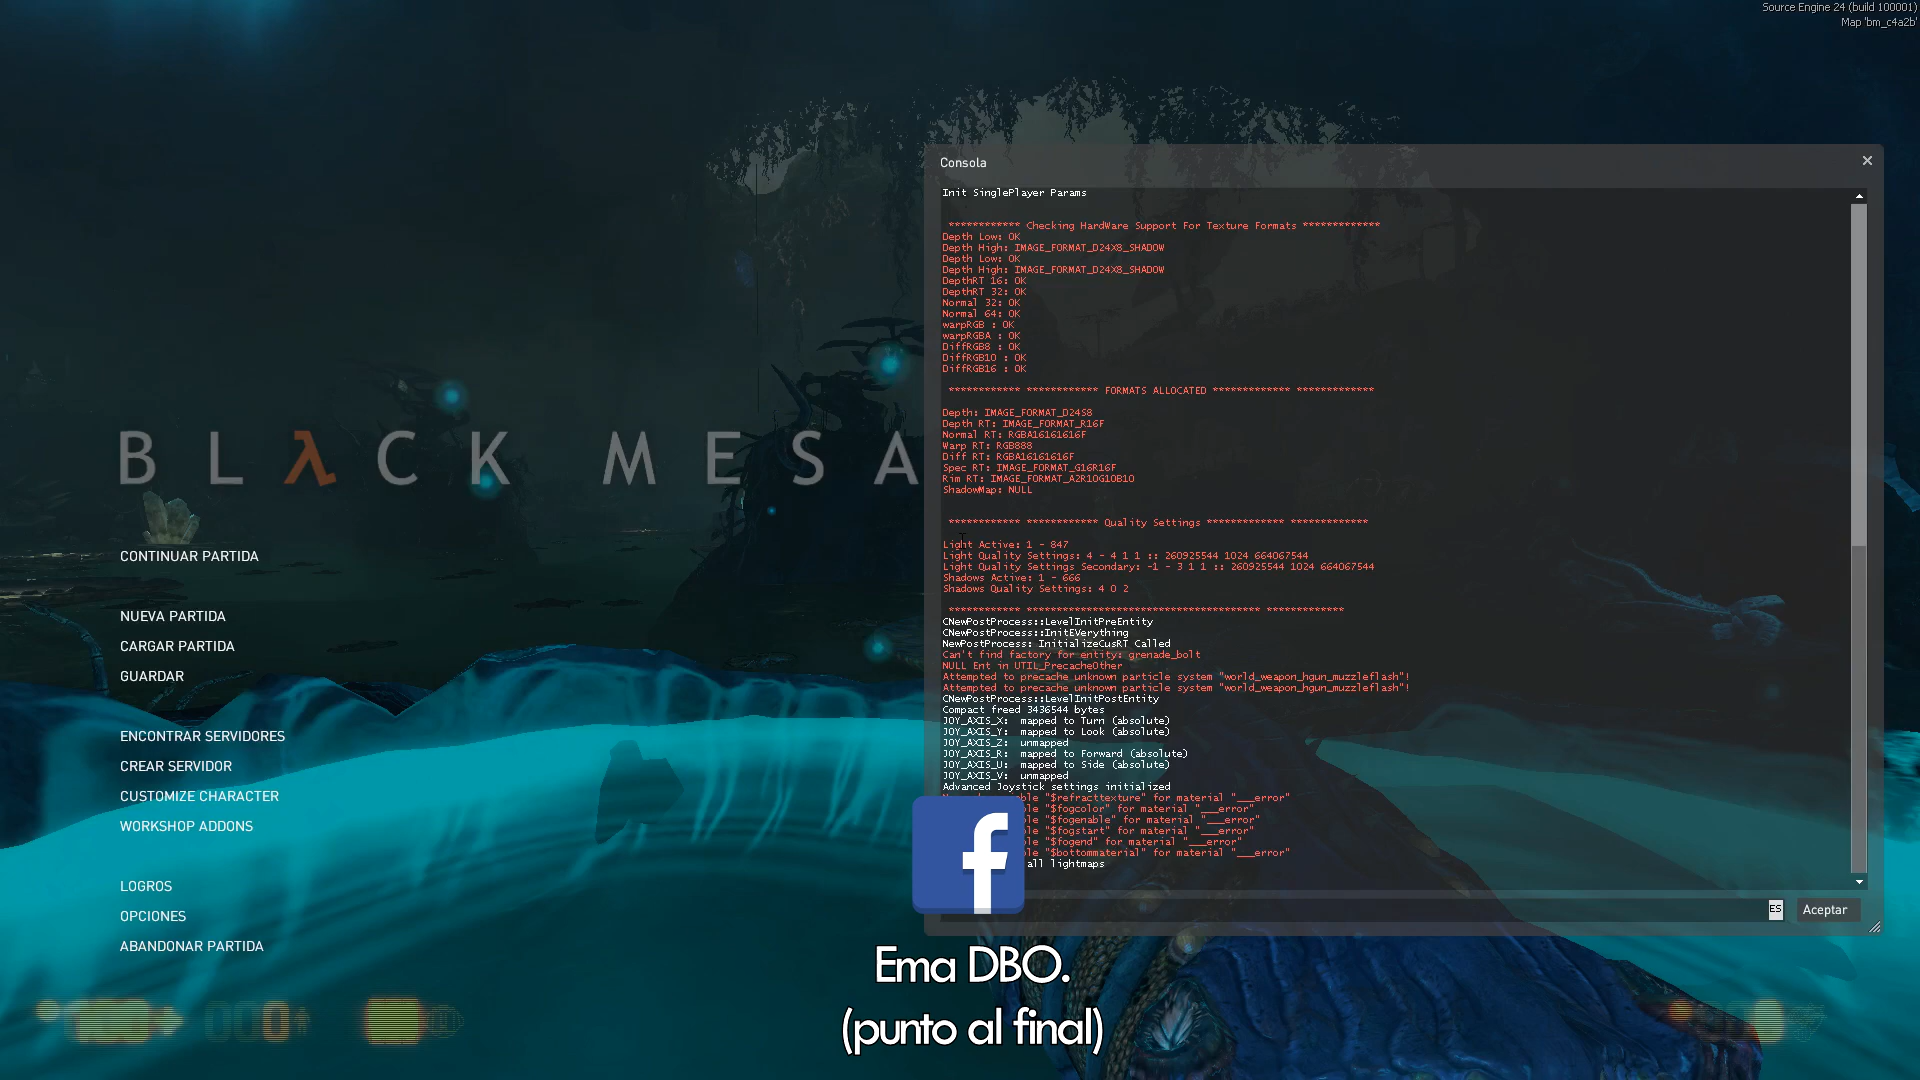 Source Engine 24 (build 100001)
Map 'bm_c4a2b'
BLλCK MESA
CONTINUAR PARTIDA
NUEVA PARTIDA
CARGAR PARTIDA
GUARDAR
ENCONTRAR SERVIDORES
CREAR SERVIDOR
CUSTOMIZE CHARACTER
WORKSHOP ADDONS
LOGROS
OPCIONES
ABANDONAR PARTIDA
Consola
Init SinglePlayer Params
************ Checking HardWare Support For Texture Formats *************
Depth Low: OK
Depth High: IMAGE_FORMAT_D24X8_SHADOW
Depth Low: OK
Depth High: IMAGE_FORMAT_D24X8_SHADOW
DepthRT 16: OK
DepthRT 32: OK
Normal 32: OK
Normal 64: OK
warpRGB : OK
warpRGBA : OK
DiffRGB8 : OK
DiffRGB10 : OK
DiffRGB16 : OK
************ ************ FORMATS ALLOCATED ************* *************
Depth: IMAGE_FORMAT_D24S8
Depth RT: IMAGE_FORMAT_R16F
Normal RT: RGBA16161616F
Warp RT: RGB888
Diff RT: RGBA16161616F
Spec RT: IMAGE_FORMAT_G16R16F
Rim RT: IMAGE_FORMAT_A2R10G10B10
ShadowMap: NULL
************ ************ Quality Settings ************* *************
Light Active: 1 - 847
Light Quality Settings: 4 - 4 1 1 :: 260925544 1024 664067544
Light Quality Settings Secondary: -1 - 3 1 1 :: 260925544 1024 664067544
Shadows Active: 1 - 666
Shadows Quality Settings: 4 0 2
************ *************************************** *************
CNewPostProcess::LevelInitPreEntity
CNewPostProcess::InitEVerything
NewPostProcess: InitializeCusRT Called
Can't find factory for entity: grenade_bolt
NULL Ent in UTIL_PrecacheOther
Attempted to precache unknown particle system "world_weapon_hgun_muzzleflash"!
Attempted to precache unknown particle system "world_weapon_hgun_muzzleflash"!
CNewPostProcess::LevelInitPostEntity
Compact freed 3436544 bytes
JOY_AXIS_X: mapped to Turn (absolute)
JOY_AXIS_Y: mapped to Look (absolute)
JOY_AXIS_Z: unmapped
JOY_AXIS_R: mapped to Forward (absolute)
JOY_AXIS_U: mapped to Side (absolute)
JOY_AXIS_V: unmapped
Advanced Joystick settings initialized
"$refracttexture" for material "___error"
"$fogcolor" for material "___error"
"$fogenable" for material "___error"
"$fogstart" for material "___error"
"$fogend" for material "___error"
"$bottommaterial" for material "___error"
all lightmaps
ES
Aceptar
f
Ema DBO.
(punto al final)